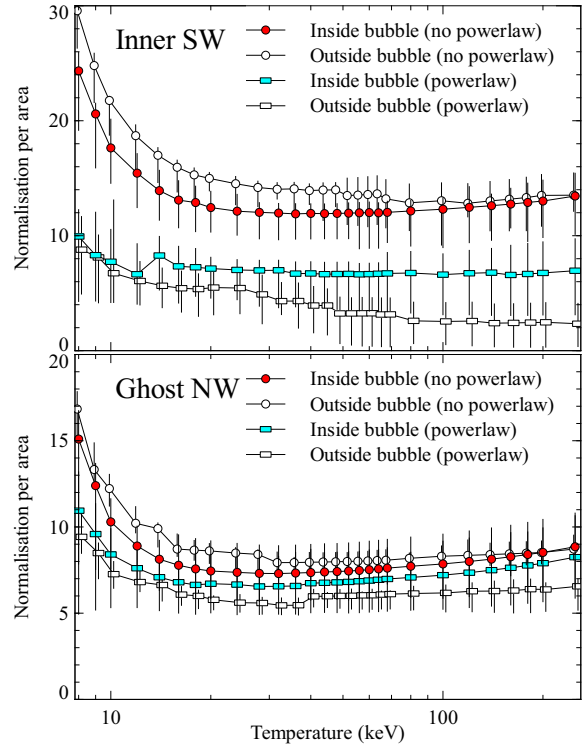 30
Inner SW
Inside bubble (no powerlaw)
Outside bubble (no powerlaw)
Inside bubble (powerlaw)
Outside bubble (powerlaw)
Normalisation per area
20
10
0
20
Ghost NW
Inside bubble (no powerlaw)
Outside bubble (no powerlaw)
Inside bubble (powerlaw)
Outside bubble (powerlaw)
Normalisation per area
15
10
5
0
10
100
Temperature (keV)